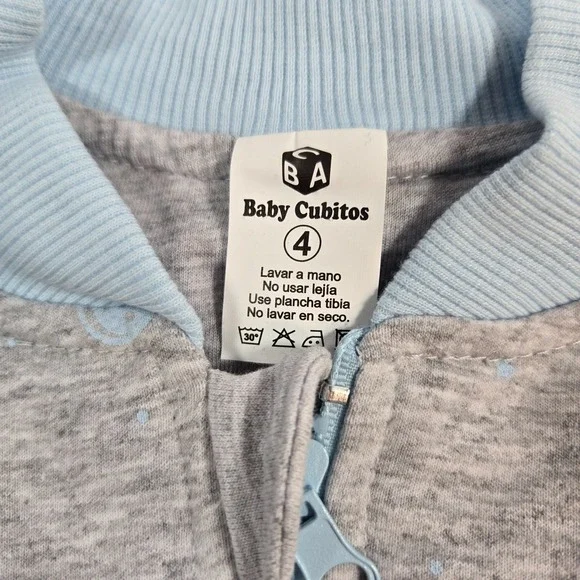 C
B A
Baby Cubitos
4
Lavar a mano
No usar lejía
Use plancha tibia
No lavar en seco.
30°